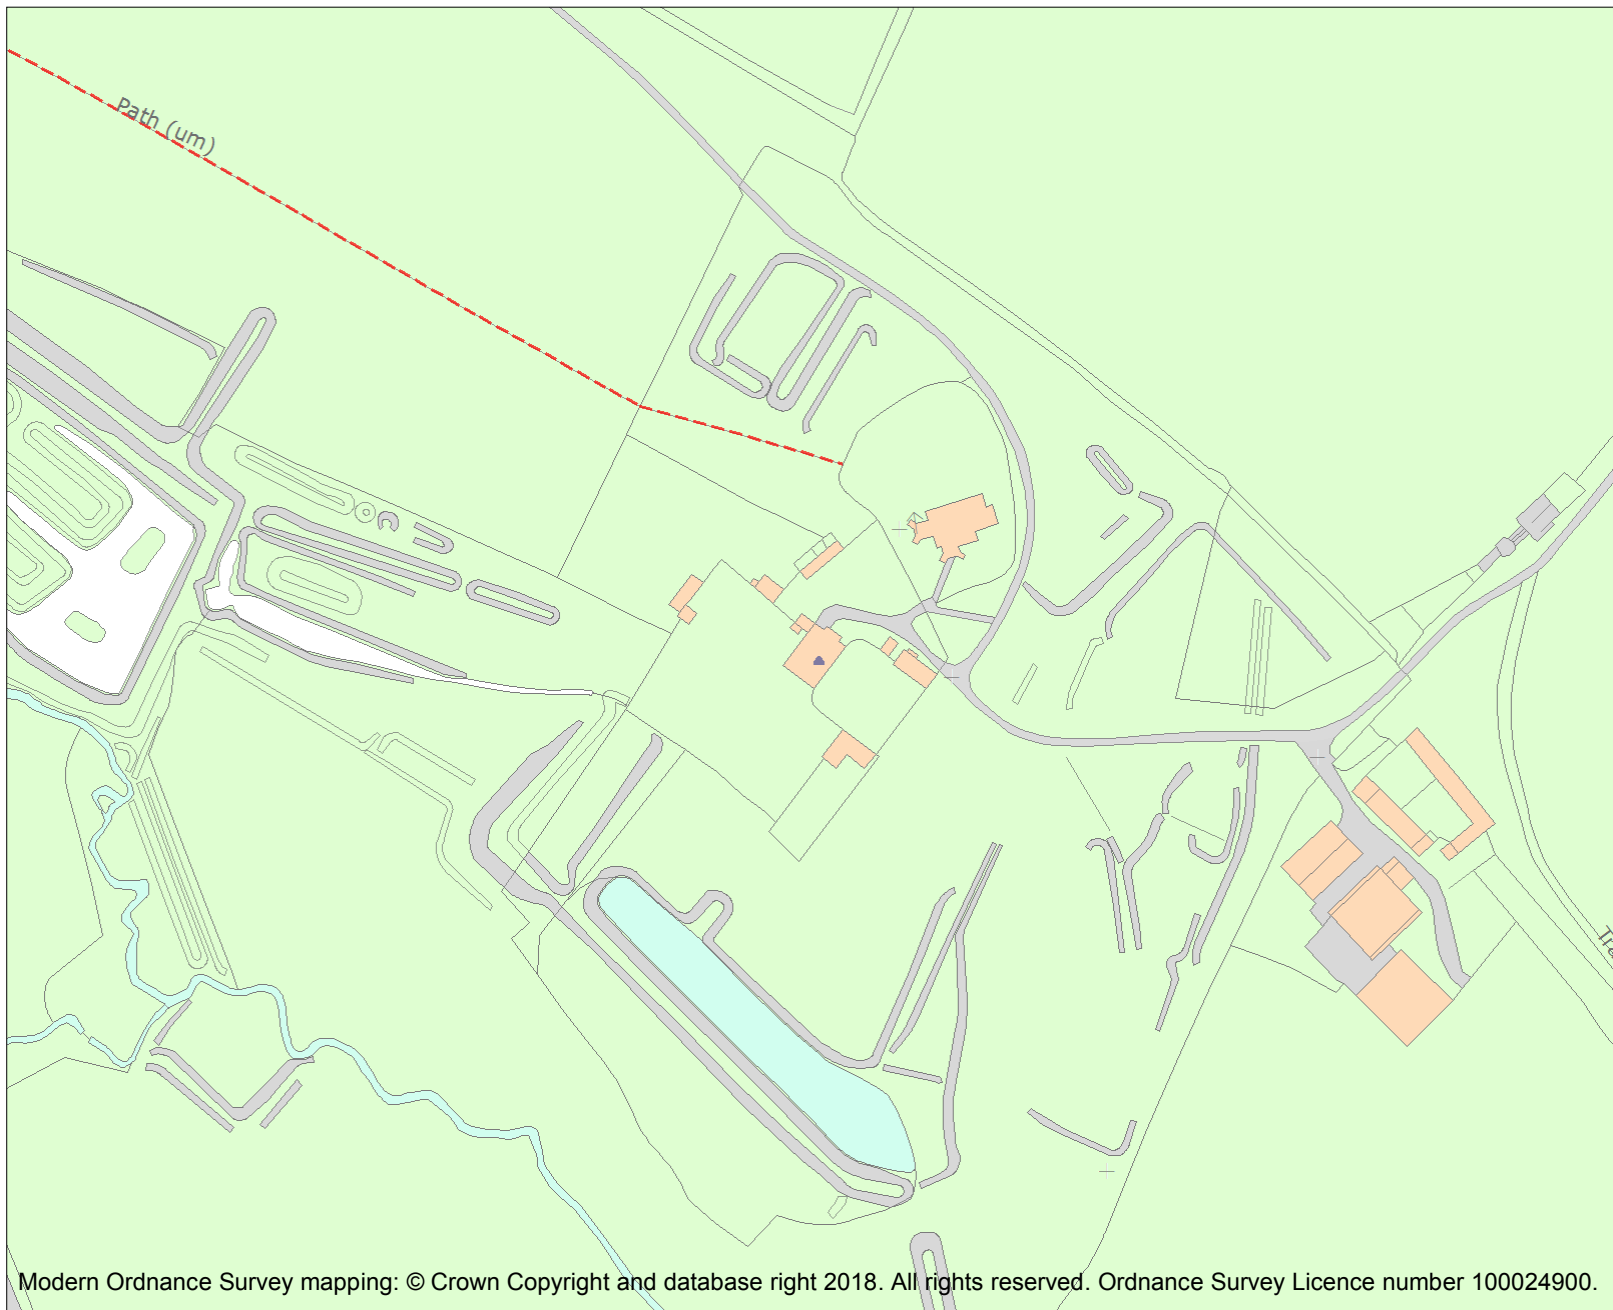 Path (um)
Modern Ordnance Survey mapping: © Crown Copyright and database right 2018. All rights reserved. Ordnance Survey Licence number 100024900.